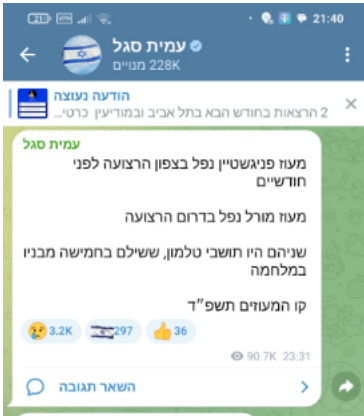 21:40
עמית סגל
228K מנויים
הודעה נעוצה
2 הרצאות בחודש הבא בתל אביב ובמודיעין כרטי...
עמית סגל
מעוז פניגשטיין נפל בצפון הרצועה לפני
חודשיים
מעוז מורל נפל בדרום הרצועה
שניהם היו תושבי טלמון, ששילם בחמישה מבניו
במלחמה
קו המעוזים תשפ״ד
3.2K 297 36
90.7K 23:31
השאר תגובה